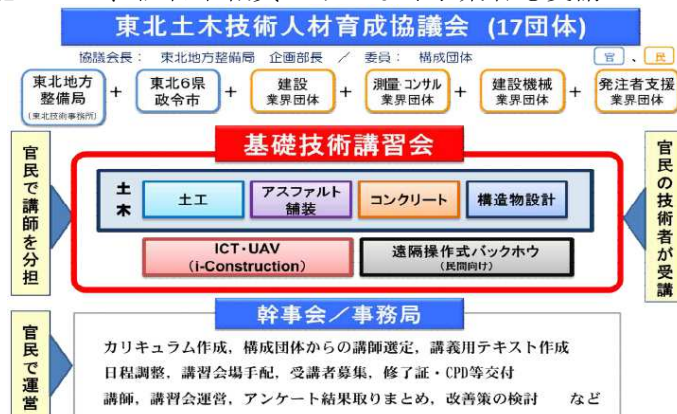 東北土木技術人材育成協議会 (17団体)
協議会長： 東北地方整備局 企画部長 ／ 委員： 構成団体
官 、 民
東北地方
整備局
(東北技術事務所)
+
東北6県
政令市
+
建設
業界団体
+
測量・コンサル
業界団体
+
建設機械
業界団体
+
発注者支援
業界団体
官民で講師を分担
基礎技術講習会
土木
土工
アスファルト
舗装
コンクリート
構造物設計
ICT・UAV
（i-Construction）
遠隔操作式バックホウ
（民間向け）
官民の技術者が受講
官民で運営
幹事会／事務局
カリキュラム作成，構成団体からの講師選定，講義用テキスト作成
日程調整，講習会場手配，受講者募集，修了証・CPD等交付
講師，講習会運営，アンケート結果取りまとめ，改善策の検討 など